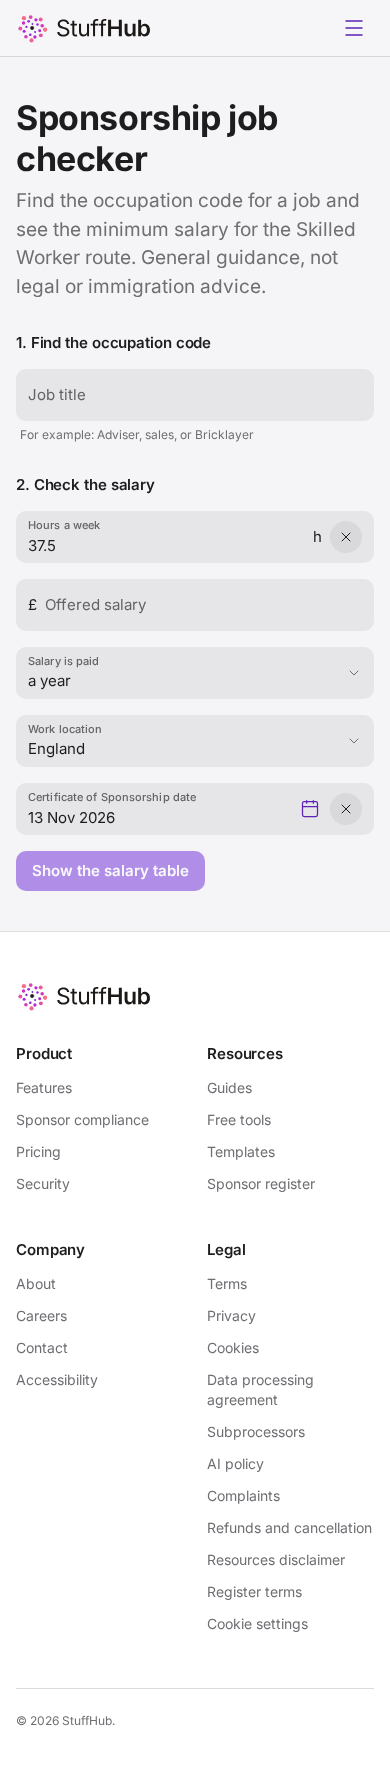 StuffHub
Sponsorship job
checker
Find the occupation code for a job and
see the minimum salary for the Skilled
Worker route. General guidance, not
legal or immigration advice.
1. Find the occupation code
Job title
For example: Adviser, sales, or Bricklayer
2. Check the salary
Hours a week
37.5 h
£ Offered salary
Salary is paid
a year
Work location
England
Certificate of Sponsorship date
13 Nov 2026
Show the salary table
StuffHub
Product
Features
Sponsor compliance
Pricing
Security
Resources
Guides
Free tools
Templates
Sponsor register
Company
About
Careers
Contact
Accessibility
Legal
Terms
Privacy
Cookies
Data processing
agreement
Subprocessors
AI policy
Complaints
Refunds and cancellation
Resources disclaimer
Register terms
Cookie settings
© 2026 StuffHub.